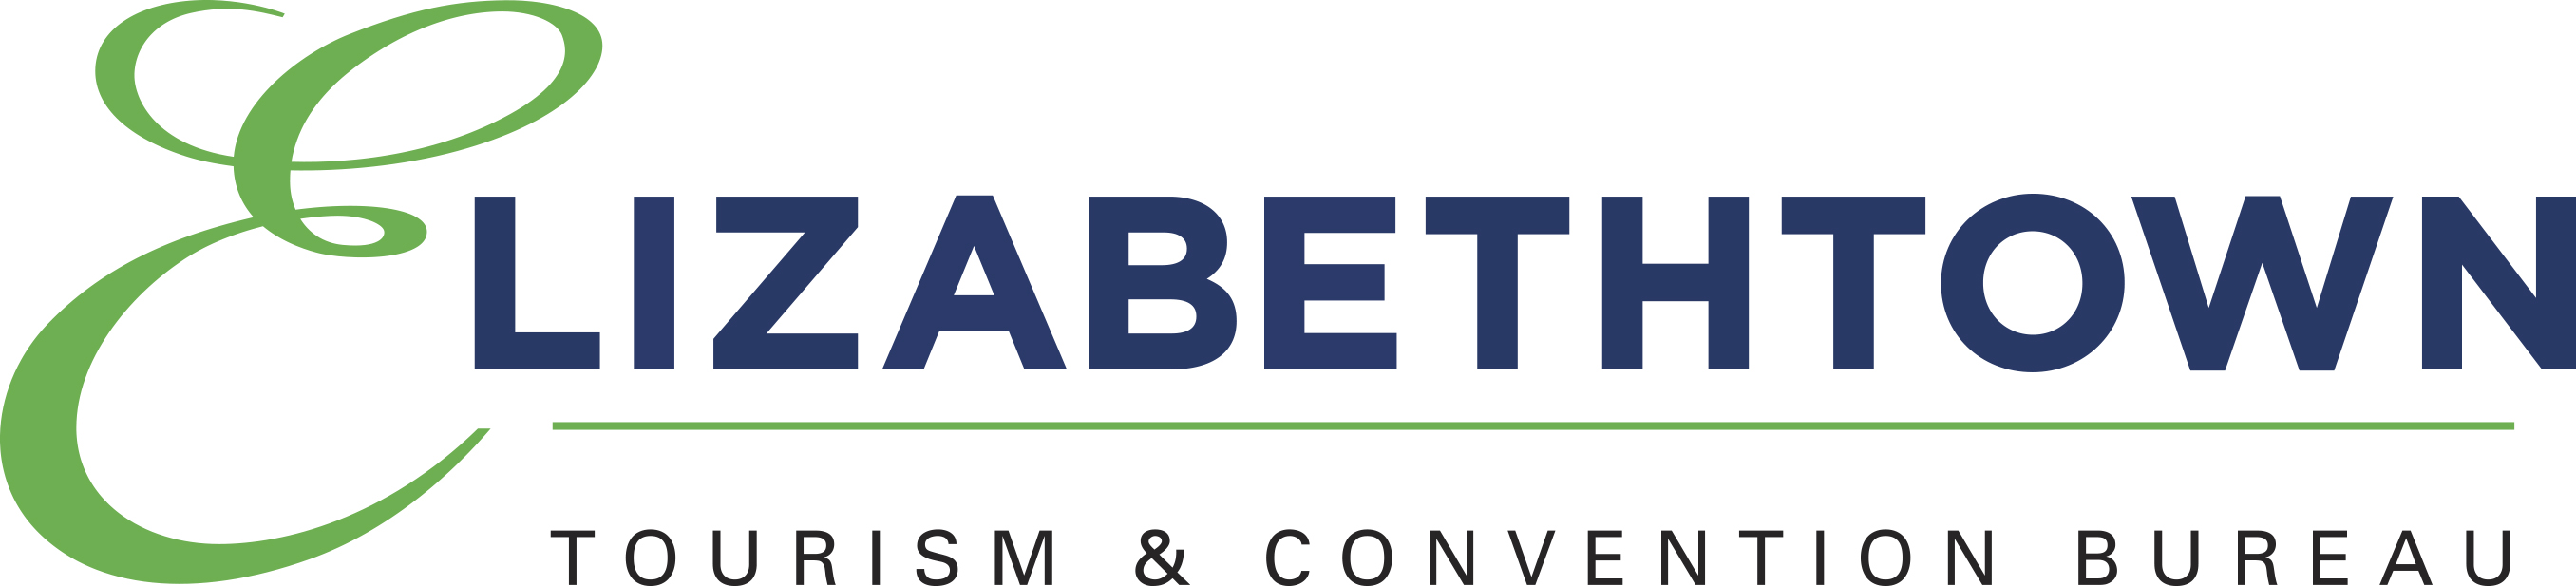 ELIZABETHTOWN
TOURISM & CONVENTION BUREAU